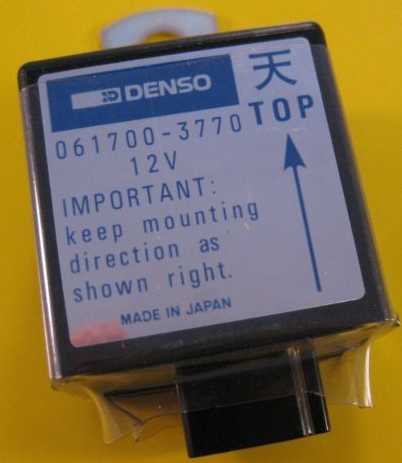 DENSO
天
TOP
061700-3770
12V
IMPORTANT:
keep mounting
direction as
shown right.
MADE IN JAPAN